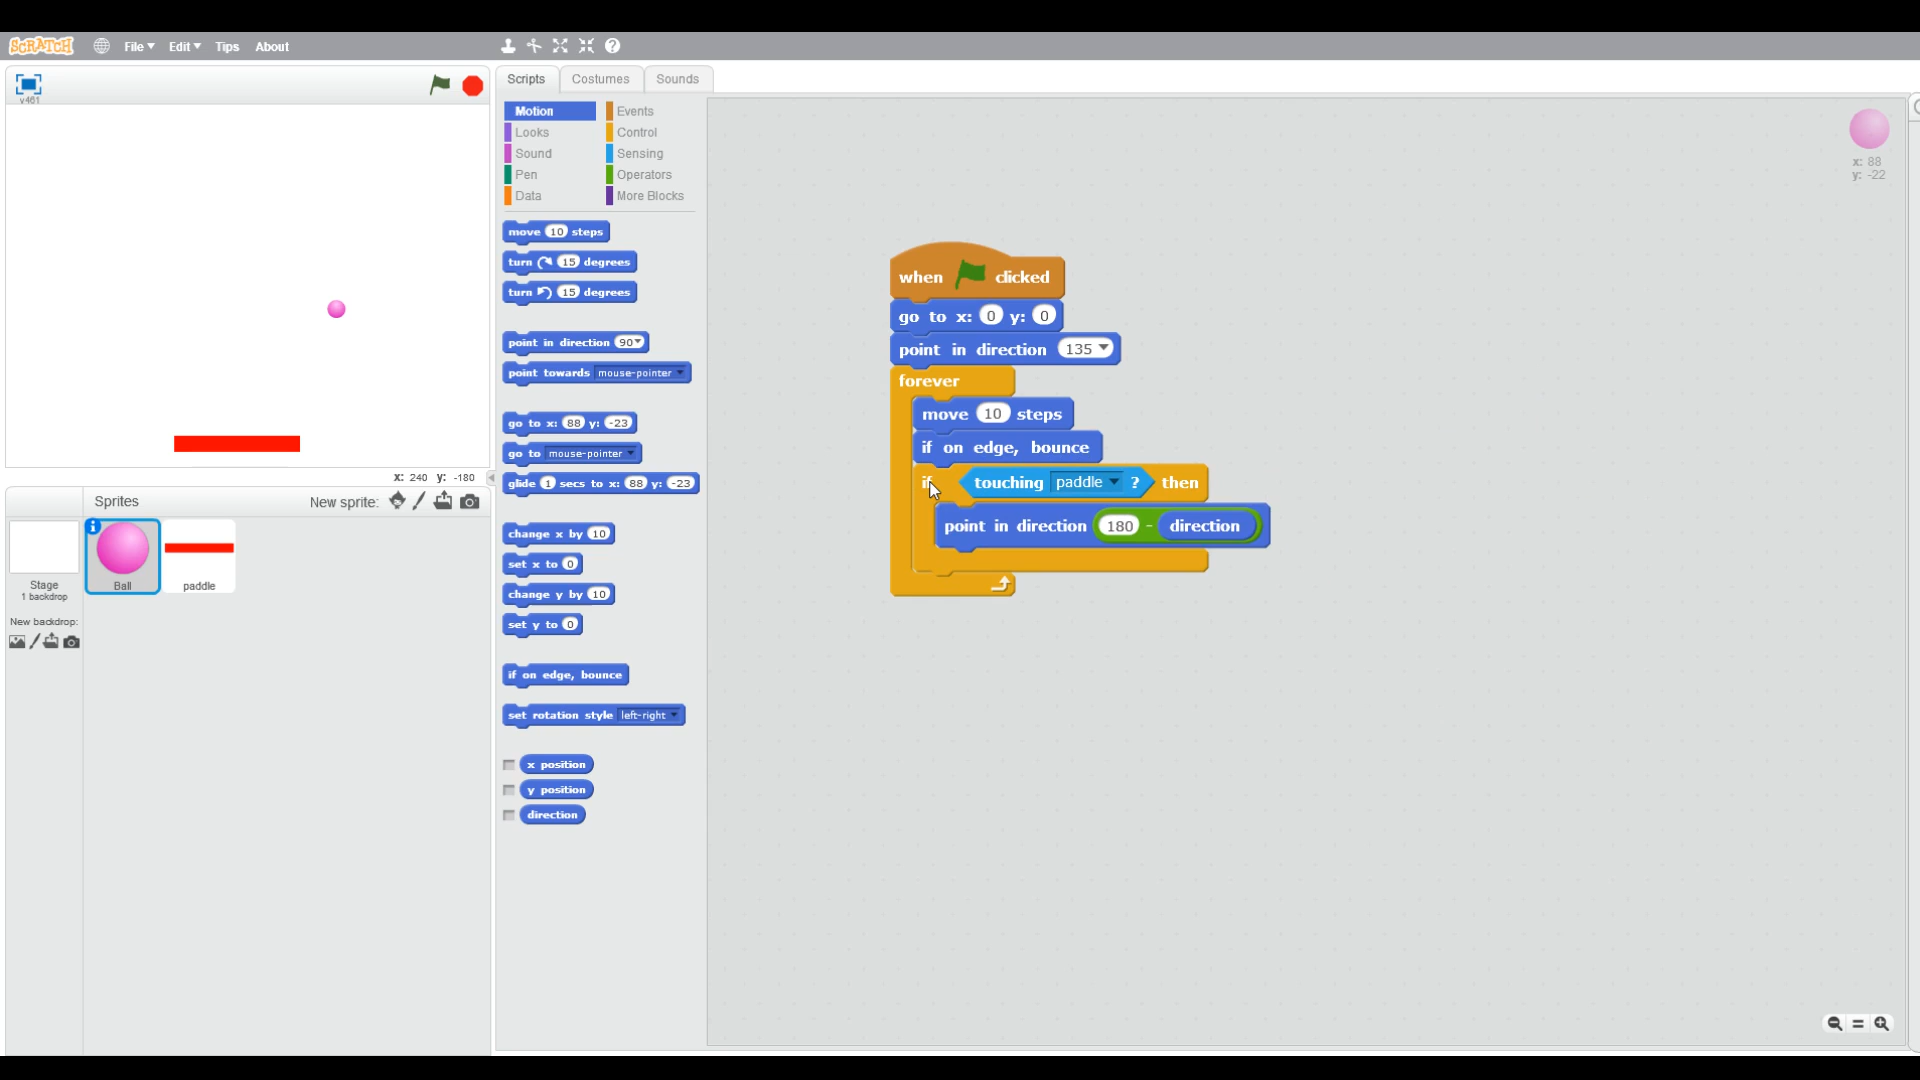 SCRATCH File Edit Tips About
v461
Scripts Costumes Sounds
Motion Events
Looks Control
Sound Sensing
Pen Operators
Data More Blocks
move 10 steps
turn 15 degrees
turn 15 degrees
point in direction 90
point towards mouse-pointer
go to x: 88 y: -23
go to mouse-pointer
glide 1 secs to x: 88 y: -23
change x by 10
set x to 0
change y by 10
set y to 0
if on edge, bounce
set rotation style left-right
x position
y position
direction
x: 88
y: -22
when clicked
go to x: 0 y: 0
point in direction 135
forever
move 10 steps
if on edge, bounce
if touching paddle ? then
point in direction 180 - direction
x: 240 y: -180
Sprites New sprite:
Stage
1 backdrop
New backdrop:
Ball
paddle